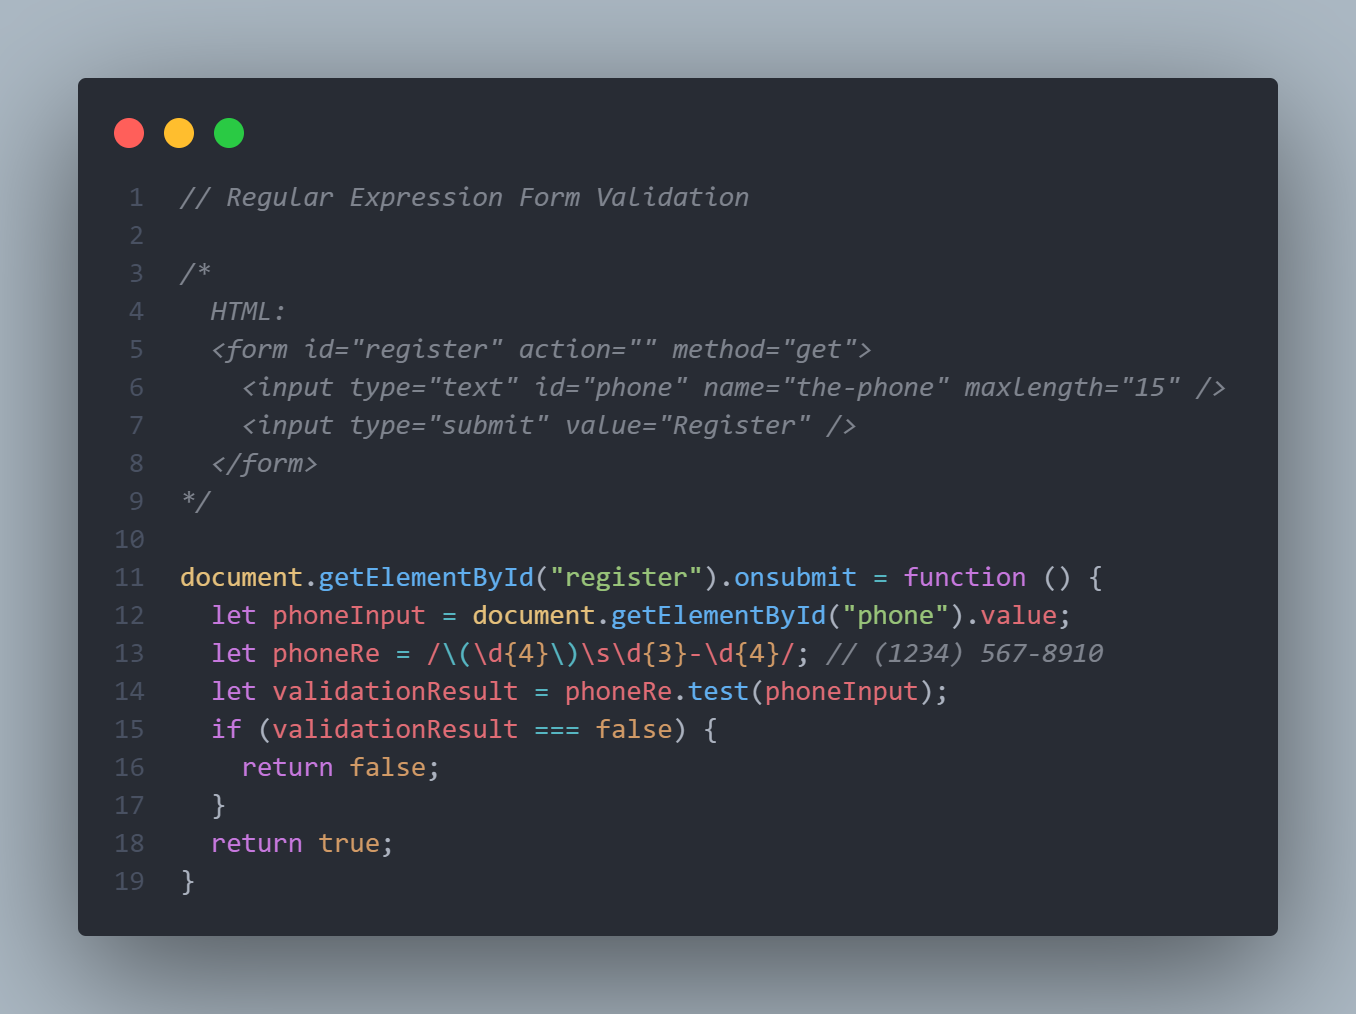 1 // Regular Expression Form Validation
2
3 /*
4   HTML:
5   <form id="register" action="" method="get">
6     <input type="text" id="phone" name="the-phone" maxlength="15" />
7     <input type="submit" value="Register" />
8   </form>
9 */
10
11 document.getElementById("register").onsubmit = function () {
12   let phoneInput = document.getElementById("phone").value;
13   let phoneRe = /\(\d{4}\)\s\d{3}-\d{4}/; // (1234) 567-8910
14   let validationResult = phoneRe.test(phoneInput);
15   if (validationResult === false) {
16     return false;
17   }
18   return true;
19 }